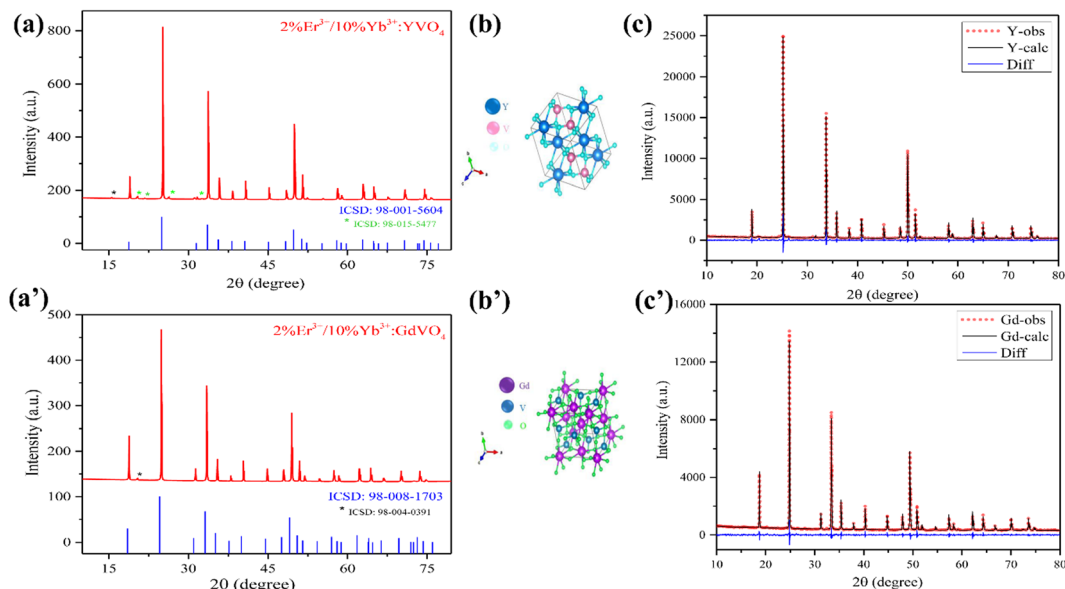 (a)
2%Er³⁻/10%Yb³⁺:YVO₄
800
600
400
200
100
0
Intensity (a.u.)
ICSD: 98-001-5604
* ICSD: 98-015-5477
15
30
45
60
75
2θ (degree)
(b)
Y
V
O
(c)
Y-obs
Y-calc
Diff
25000
20000
15000
10000
5000
0
Intensity (a.u.)
10
20
30
40
50
60
70
80
2θ (degree)
(a')
2%Er³⁻/10%Yb³⁺:GdVO₄
500
400
300
200
100
0
Intensity (a.u.)
ICSD: 98-008-1703
* ICSD: 98-004-0391
15
30
45
60
75
2O (degree)
(b')
Gd
V
O
(c')
Gd-obs
Gd-calc
Diff
16000
12000
8000
4000
0
Intensity (a.u.)
10
20
30
40
50
60
70
80
2θ (degree)